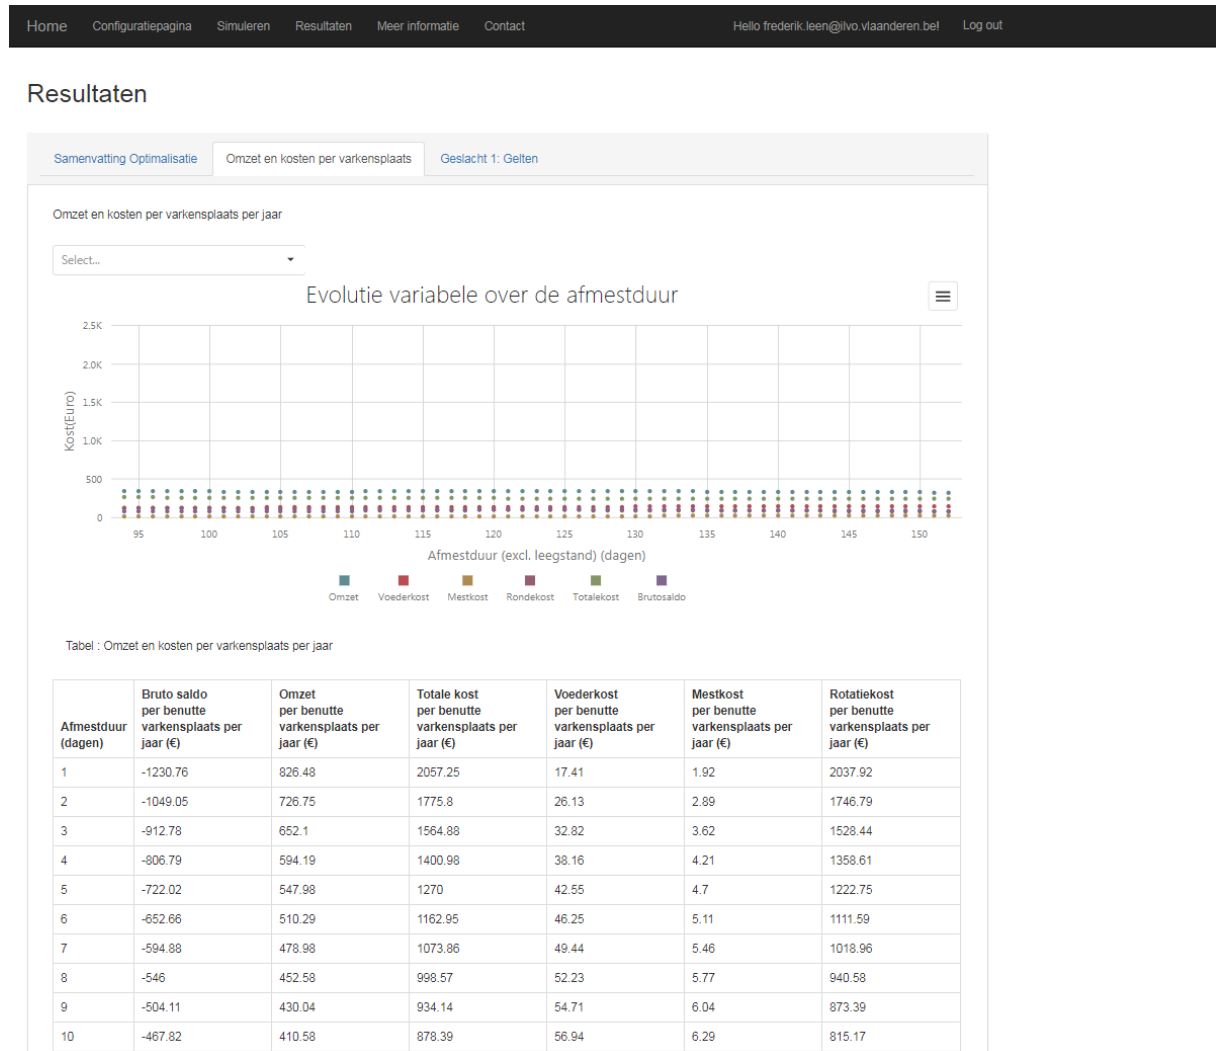 Home Configuratiepagina Simuleren Resultaten Meer informatie Contact Hello frederik.leen@ilvo.vlaanderen.be! Log out
Resultaten
Samenvatting Optimalisatie Omzet en kosten per varkensplaats Geslacht 1: Gelten
Omzet en kosten per varkensplaats per jaar
Select...
Evolutie variabele over de afmestduur
2.5K
2.0K
1.5K
1.0K
500
0
Kost(Euro)
95 100 105 110 115 120 125 130 135 140 145 150
Afmestduur (excl. leegstand) (dagen)
Omzet Voederkost Mestkost Rondekost Totalekost Brutosaldo
Tabel : Omzet en kosten per varkensplaats per jaar
Afmestduur (dagen) Bruto saldo per benutte varkensplaats per jaar (€) Omzet per benutte varkensplaats per jaar (€) Totale kost per benutte varkensplaats per jaar (€) Voederkost per benutte varkensplaats per jaar (€) Mestkost per benutte varkensplaats per jaar (€) Rotatiekost per benutte varkensplaats per jaar (€)
1 -1230.76 826.48 2057.25 17.41 1.92 2037.92
2 -1049.05 726.75 1775.8 26.13 2.89 1746.79
3 -912.78 652.1 1564.88 32.82 3.62 1528.44
4 -806.79 594.19 1400.98 38.16 4.21 1358.61
5 -722.02 547.98 1270 42.55 4.7 1222.75
6 -652.66 510.29 1162.95 46.25 5.11 1111.59
7 -594.88 478.98 1073.86 49.44 5.46 1018.96
8 -546 452.58 998.57 52.23 5.77 940.58
9 -504.11 430.04 934.14 54.71 6.04 873.39
10 -467.82 410.58 878.39 56.94 6.29 815.17